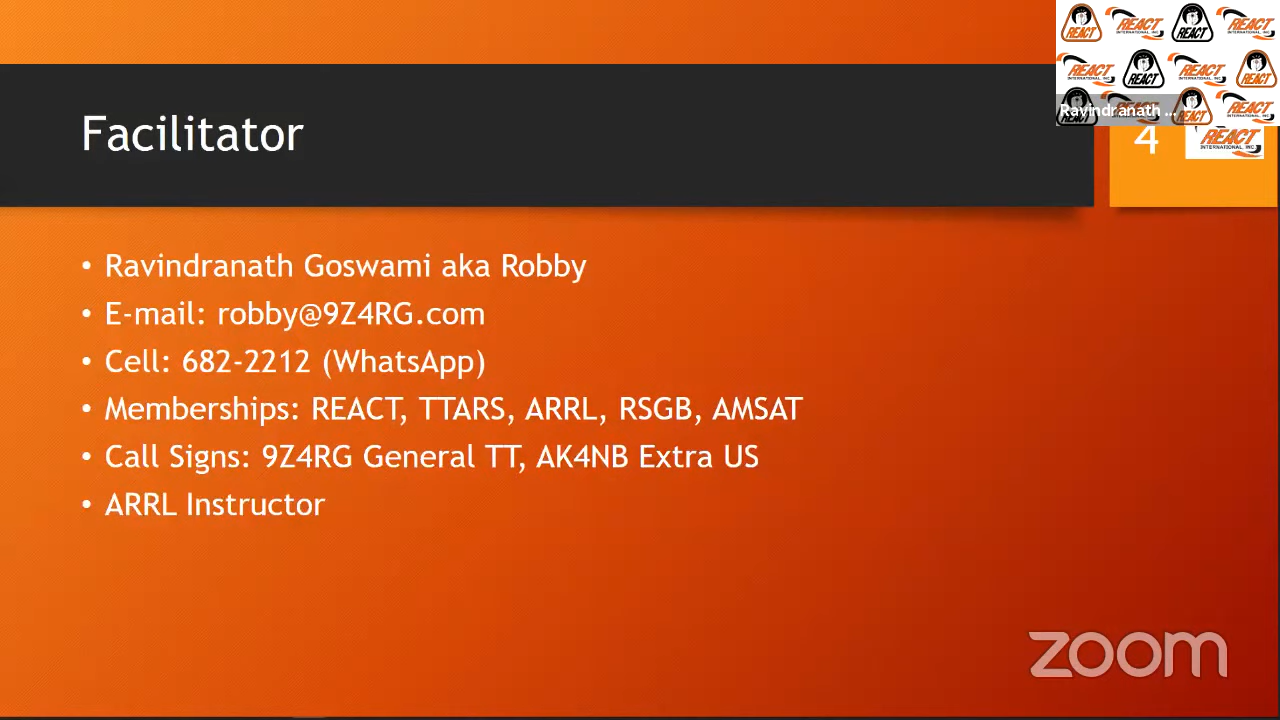 Facilitator
Ravindranath ...
4
REACT
INTERNATIONAL, INC.
• Ravindranath Goswami aka Robby
• E-mail: robby@9Z4RG.com
• Cell: 682-2212 (WhatsApp)
• Memberships: REACT, TTARS, ARRL, RSGB, AMSAT
• Call Signs: 9Z4RG General TT, AK4NB Extra US
• ARRL Instructor
zoom